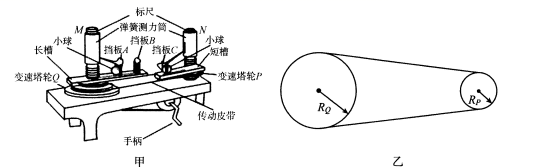 标尺
M 弹簧测力筒 N
挡板B
小球 挡板A 挡板C 小球
长槽 短槽
变速塔轮Q 变速塔轮P
传动皮带
手柄
甲
R_Q
R_P
乙